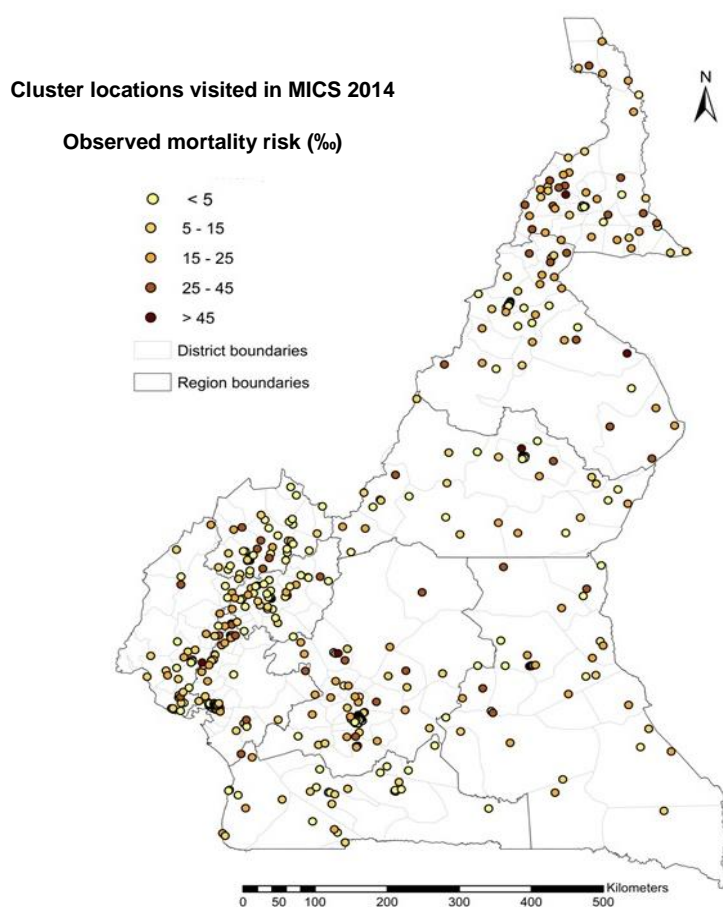 Cluster locations visited in MICS 2014
Observed mortality risk (‰)
N
< 5
5 - 15
15 - 25
25 - 45
> 45
District boundaries
Region boundaries
Kilometers
0 50 100 200 300 400 500